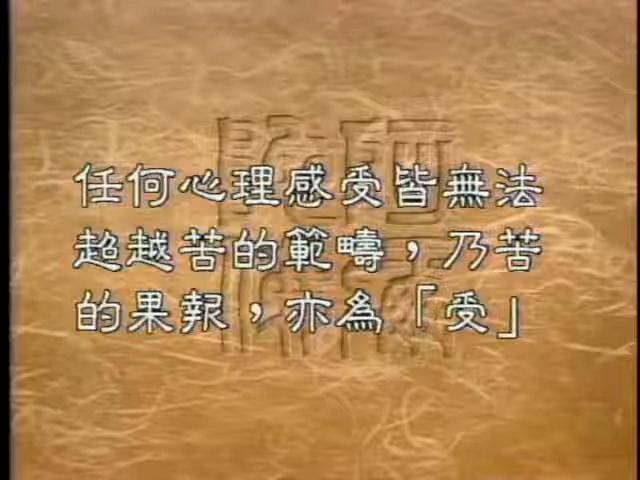 任何心理感受皆無法
超越苦的範疇，乃苦
的果報，亦為「受」